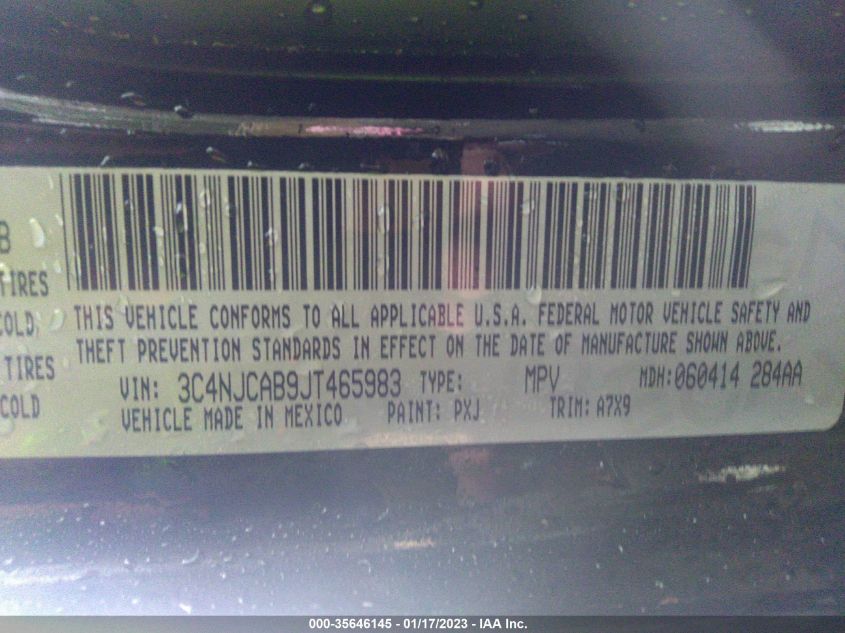 B
TIRES
COLD
TIRES
COLD
THIS VEHICLE CONFORMS TO ALL APPLICABLE U.S.A. FEDERAL MOTOR VEHICLE SAFETY AND
THEFT PREVENTION STANDARDS IN EFFECT ON THE DATE OF MANUFACTURE SHOWN ABOVE.
VIN: 3C4NJCAB9JT465983 TYPE: MPV MDH:060414 284AA
VEHICLE MADE IN MEXICO PAINT: PXJ TRIM: A7X9
000-35646145 - 01/17/2023 - IAA Inc.